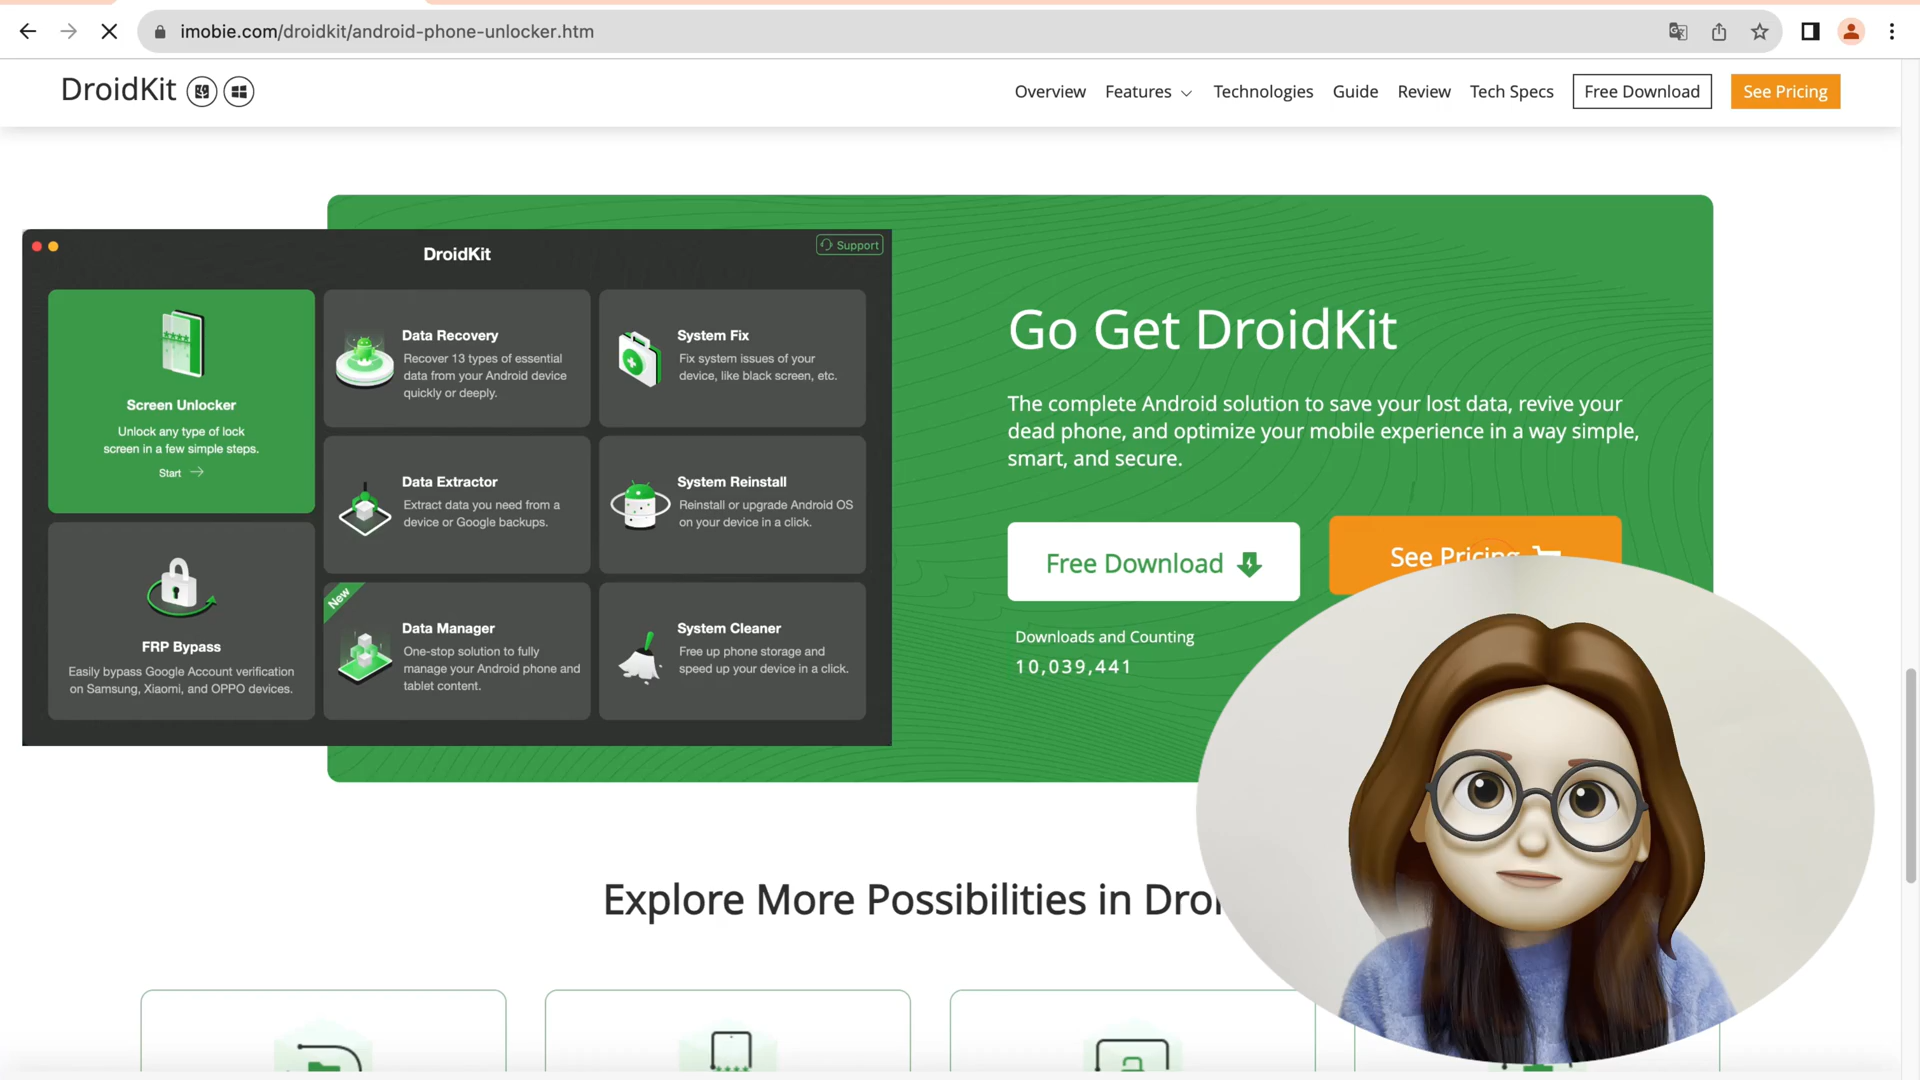 imobie.com/droidkit/android-phone-unlocker.htm
DroidKit
Overview
Features
Technologies
Guide
Review
Tech Specs
Free Download
See Pricing
DroidKit
Support
Screen Unlocker
Unlock any type of lock
screen in a few simple steps.
Start
Data Recovery
Recover 13 types of essential
data from your Android device
quickly or deeply.
System Fix
Fix system issues of your
device, like black screen, etc.
Data Extractor
Extract data you need from a
device or Google backups.
System Reinstall
Reinstall or upgrade Android OS
on your device in a click.
FRP Bypass
Easily bypass Google Account verification
on Samsung, Xiaomi, and OPPO devices.
New
Data Manager
One-stop solution to fully
manage your Android phone and
tablet content.
System Cleaner
Free up phone storage and
speed up your device in a click.
Go Get DroidKit
The complete Android solution to save your lost data, revive your
dead phone, and optimize your mobile experience in a way simple,
smart, and secure.
Free Download
See Pricing
Downloads and Counting
10,039,441
Explore More Possibilities in